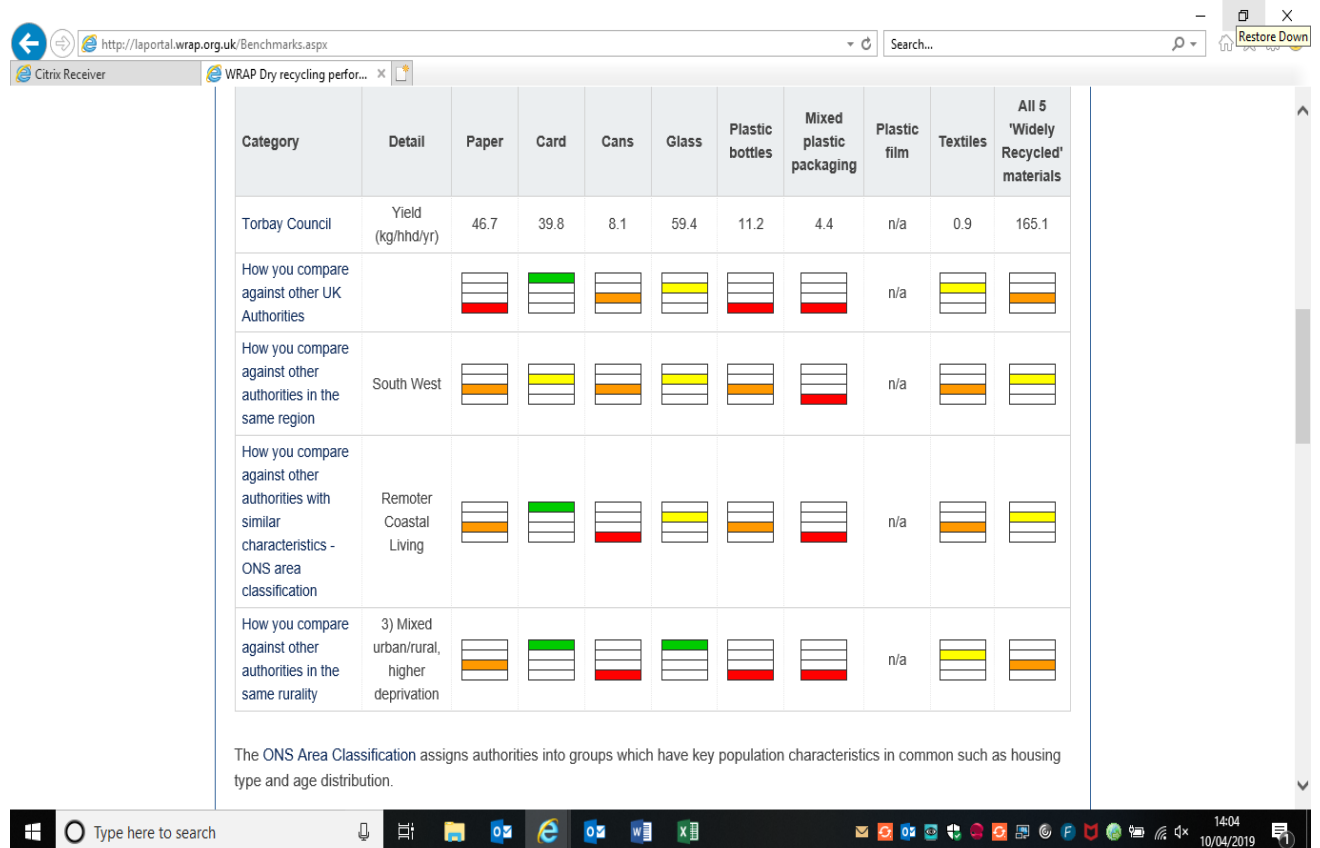 Restore Down
http://laportal.wrap.org.uk/Benchmarks.aspx
Search...
Citrix Receiver
WRAP Dry recycling perfor...
Category
Detail
Paper
Card
Cans
Glass
Plastic
bottles
Mixed
plastic
packaging
Plastic
film
Textiles
All 5
'Widely
Recycled'
materials
Torbay Council
Yield
(kg/hhd/yr)
46.7
39.8
8.1
59.4
11.2
4.4
n/a
0.9
165.1
How you compare
against other UK
Authorities
n/a
How you compare
against other
authorities in the
same region
South West
n/a
How you compare
against other
authorities with
similar
characteristics -
ONS area
classification
Remoter
Coastal
Living
n/a
How you compare
against other
authorities in the
same rurality
3) Mixed
urban/rural,
higher
deprivation
n/a
The ONS Area Classification assigns authorities into groups which have key population characteristics in common such as housing
type and age distribution.
Type here to search
14:04
10/04/2019